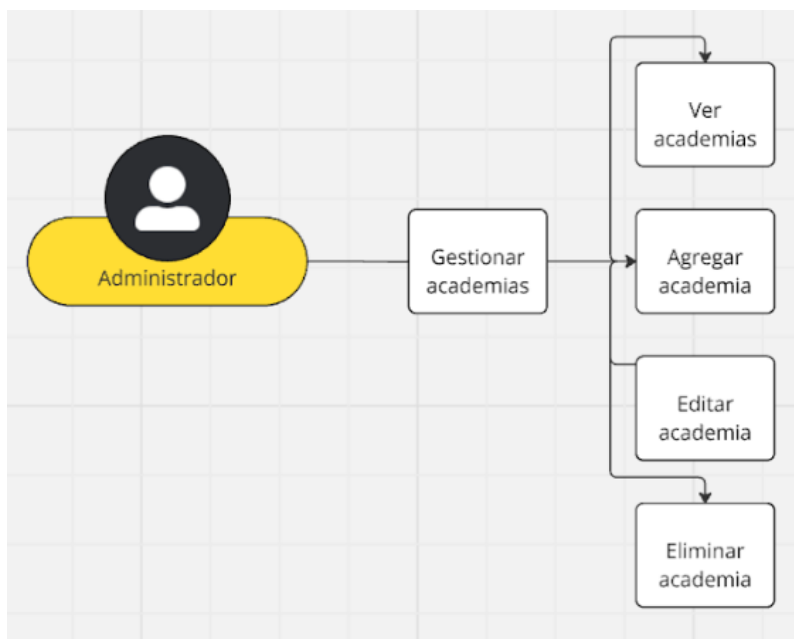 Administrador
Gestionar
academias
Ver
academias
Agregar
academia
Editar
academia
Eliminar
academia